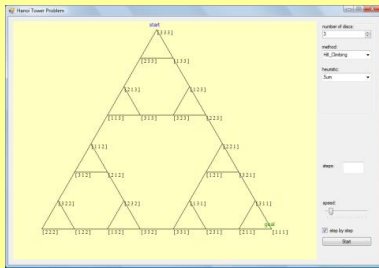 Hanoi Tower Problem
start
[333]
[233] [133]
[213] [123]
[113] [313] [323] [223]
[112] [221]
[312] [212] [121] [321]
[322] [232] [131] [311]
[222] [122] [132] [332] [331] [231] [211] [111]
goal
number of discs:
3
method:
Hill_Climbing
heuristic:
Sum
steps:
speed:
step by step
Start